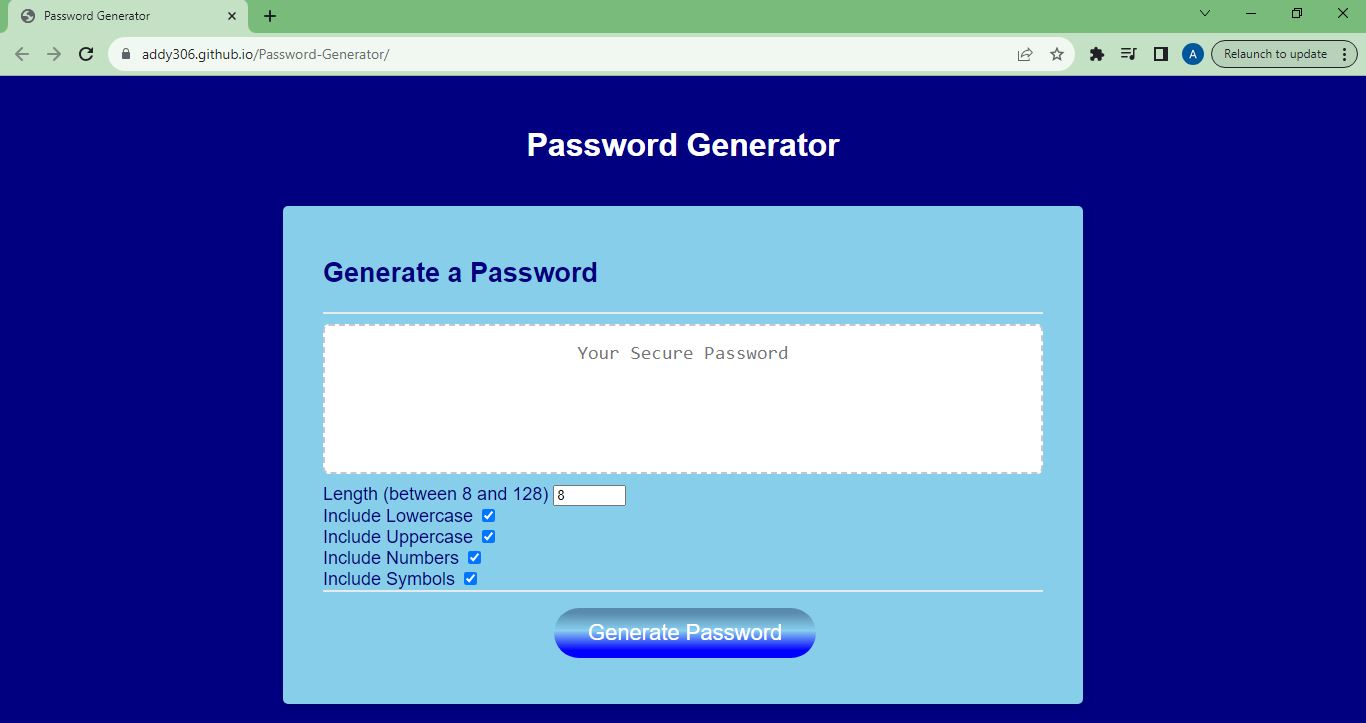 Password Generator
addy306.github.io/Password-Generator/
A
Relaunch to update
Password Generator
Generate a Password
Your Secure Password
Length (between 8 and 128) 8
Include Lowercase
Include Uppercase
Include Numbers
Include Symbols
Generate Password